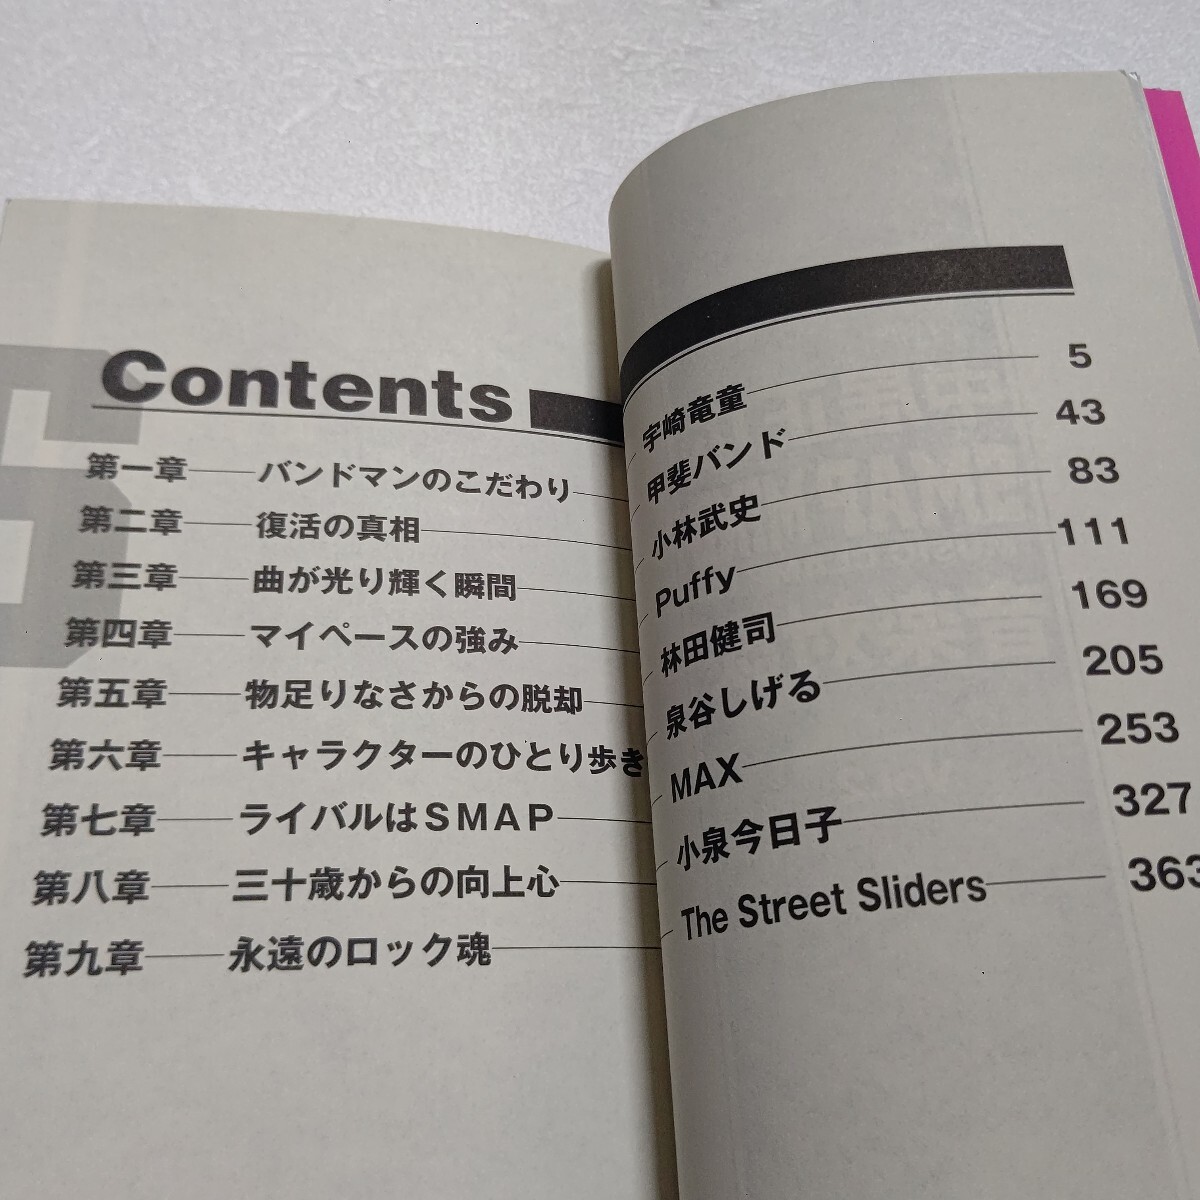 Contents
第一章 バンドマンのこだわり 宇崎竜童 5
第二章 復活の真相 甲斐バンド 43
第三章 曲が光り輝く瞬間 小林武史 83
第四章 マイペースの強み Puffy 111
第五章 物足りなさからの脱却 林田健司 169
第六章 キャラクターのひとり歩き 泉谷しげる 205
第七章 ライバルはSMAP MAX 253
第八章 三十歳からの向上心 小泉今日子 327
第九章 永遠のロック魂 The Street Sliders 363